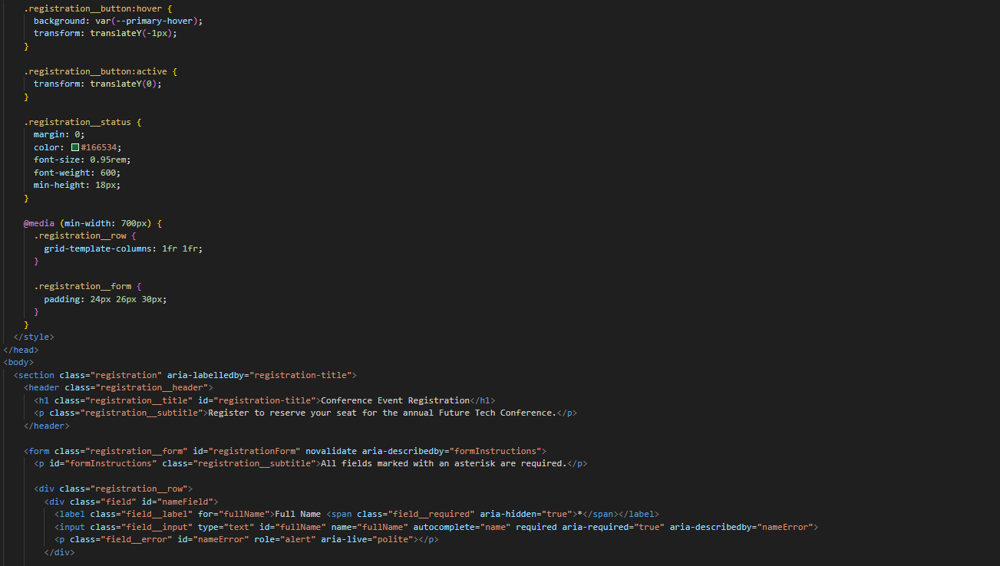 .registration__button:hover {
background: var(--primary-hover);
transform: translateY(-1px);
}
.registration__button:active {
transform: translateY(0);
}
.registration__status {
margin: 0;
color: #166534;
font-size: 0.95rem;
font-weight: 600;
min-height: 18px;
}
@media (min-width: 700px) {
.registration__row {
grid-template-columns: 1fr 1fr;
}
.registration__form {
padding: 24px 26px 30px;
}
}
</style>
</head>
<body>
<section class="registration" aria-labelledby="registration-title">
<header class="registration__header">
<h1 class="registration__title" id="registration-title">Conference Event Registration</h1>
<p class="registration__subtitle">Register to reserve your seat for the annual Future Tech Conference.</p>
</header>
<form class="registration__form" id="registrationForm" novalidate aria-describedby="formInstructions">
<p id="formInstructions" class="registration__subtitle">All fields marked with an asterisk are required.</p>
<div class="registration__row">
<div class="field" id="nameField">
<label class="field__label" for="fullName">Full Name <span class="field__required" aria-hidden="true">*</span></label>
<input class="field__input" type="text" id="fullName" name="fullName" autocomplete="name" required aria-required="true" aria-describedby="nameError">
<p class="field__error" id="nameError" role="alert" aria-live="polite"></p>
</div>